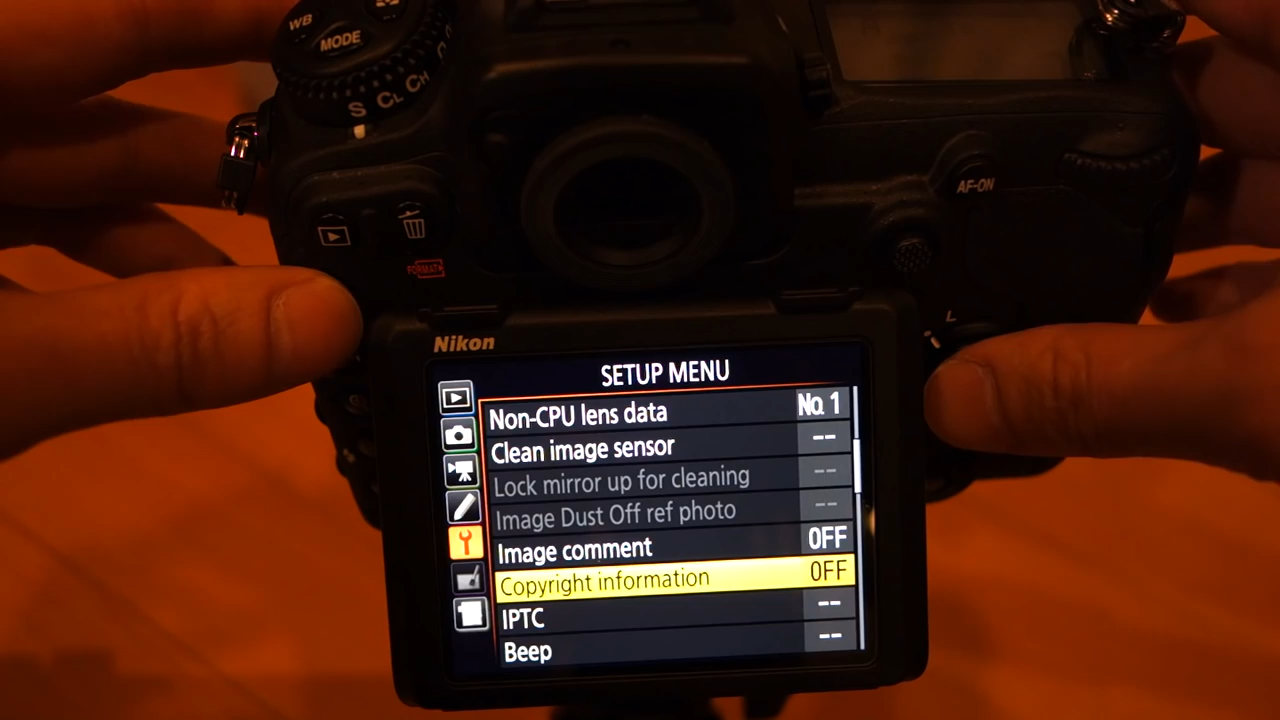 WB
MODE
S CL CH
AF-ON
FORMAT
L
Nikon
SETUP MENU
Non-CPU lens data No. 1
Clean image sensor --
Lock mirror up for cleaning --
Image Dust Off ref photo --
Image comment OFF
Copyright information OFF
IPTC --
Beep --